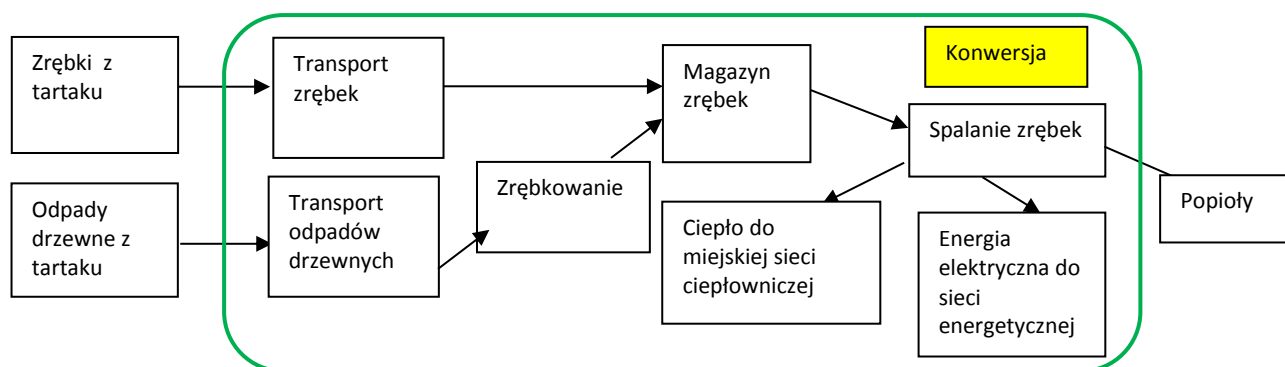 Zrębki z
tartaku
Transport
zrębek
Magazyn
zrębek
Konwersja
Spalanie zrębek
Odpady
drzewne z
tartaku
Transport
odpadów
drzewnych
Zrębkowanie
Ciepło do
miejskiej sieci
ciepłowniczej
Energia
elektryczna do
sieci
energetycznej
Popioły